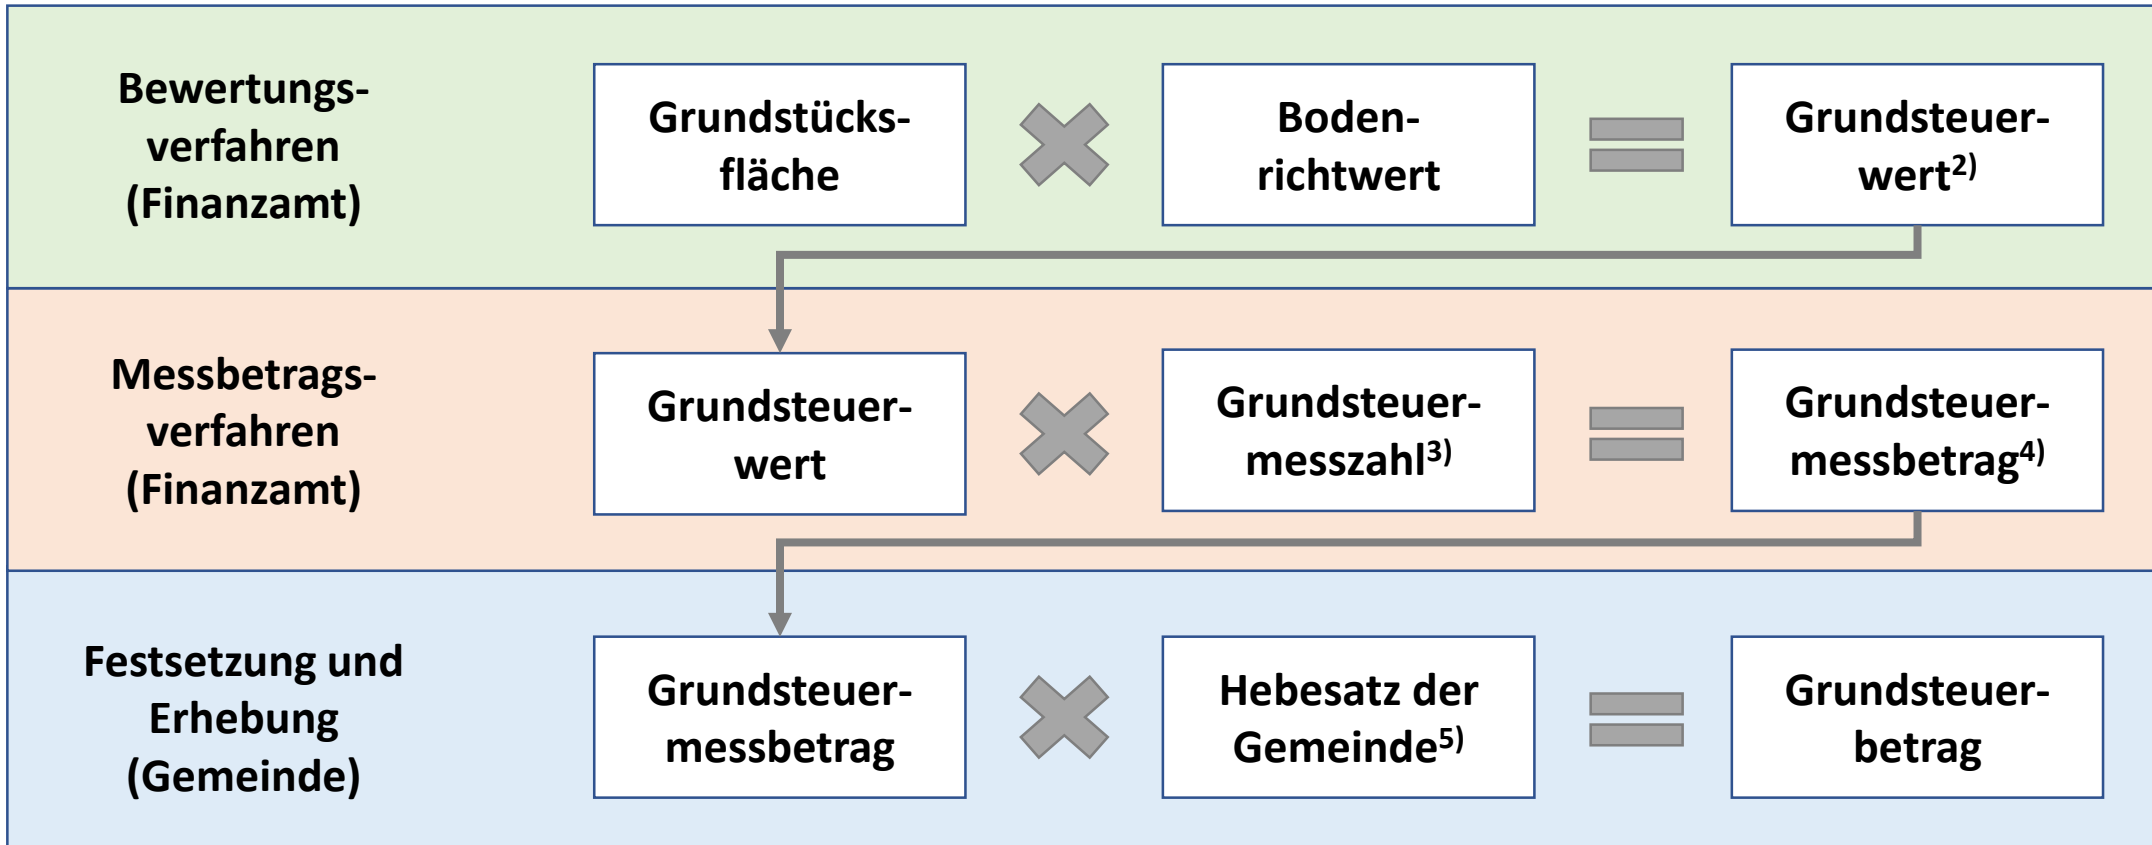 Bewertungs-
verfahren
(Finanzamt)
Grundstücks-
fläche
Boden-
richtwert
Grundsteuer-
wert2)
Messbetrags-
verfahren
(Finanzamt)
Grundsteuer-
wert
Grundsteuer-
messzahl3)
Grundsteuer-
messbetrag4)
Festsetzung und
Erhebung
(Gemeinde)
Grundsteuer-
messbetrag
Hebesatz der
Gemeinde5)
Grundsteuer-
betrag